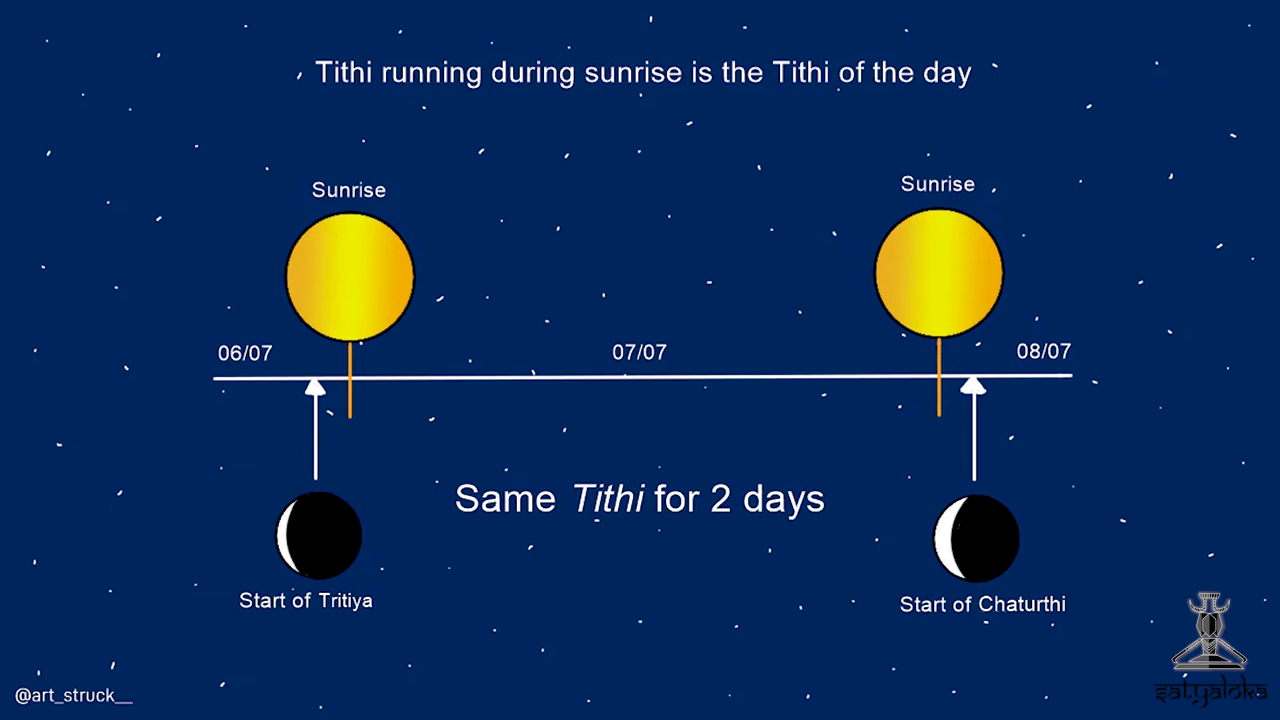 Tithi running during sunrise is the Tithi of the day
Sunrise
Sunrise
06/07
07/07
08/07
Same Tithi for 2 days
Start of Tritiya
Start of Chaturthi
@art_struck__
satyaloka